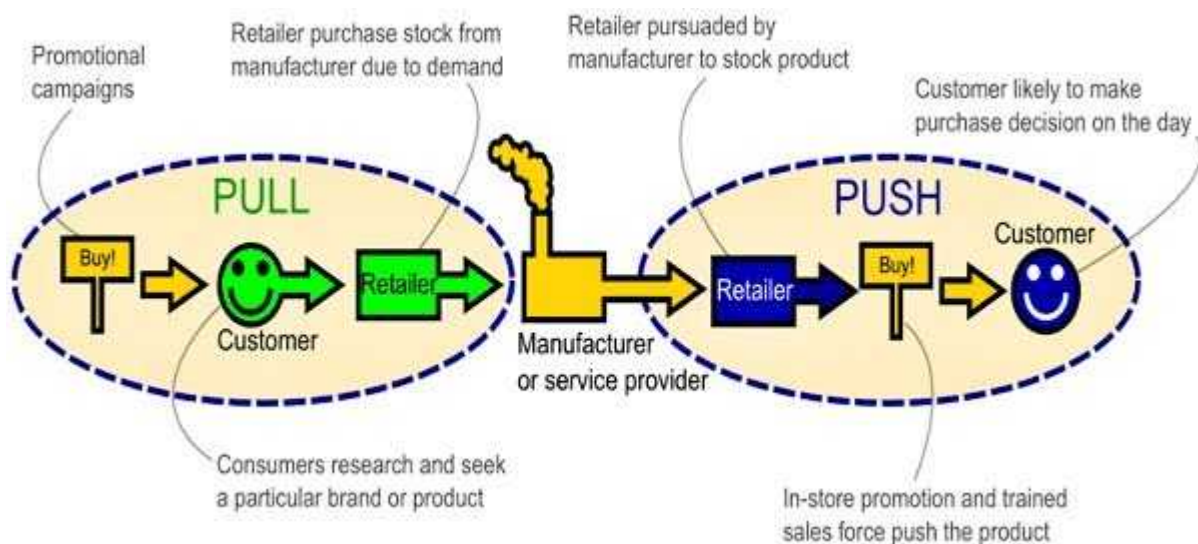 Promotional
campaigns
Retailer purchase stock from
manufacturer due to demand
Retailer pursuaded by
manufacturer to stock product
Customer likely to make
purchase decision on the day
PULL
PUSH
Buy!
Customer
Retailer
Manufacturer
or service provider
Retailer
Buy!
Customer
Consumers research and seek
a particular brand or product
In-store promotion and trained
sales force push the product